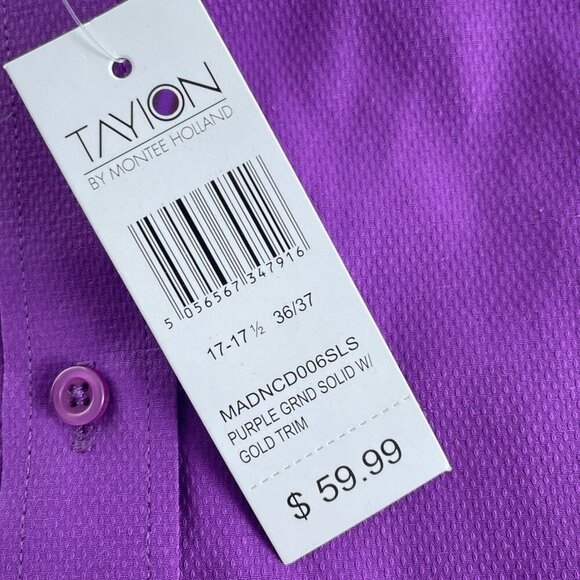 TAYION
BY MONTEE HOLLAND
5 056567 347916
17-17 ½ 36/37
MADNCD006SLS
PURPLE GRND SOLID W/
GOLD TRIM
$ 59.99